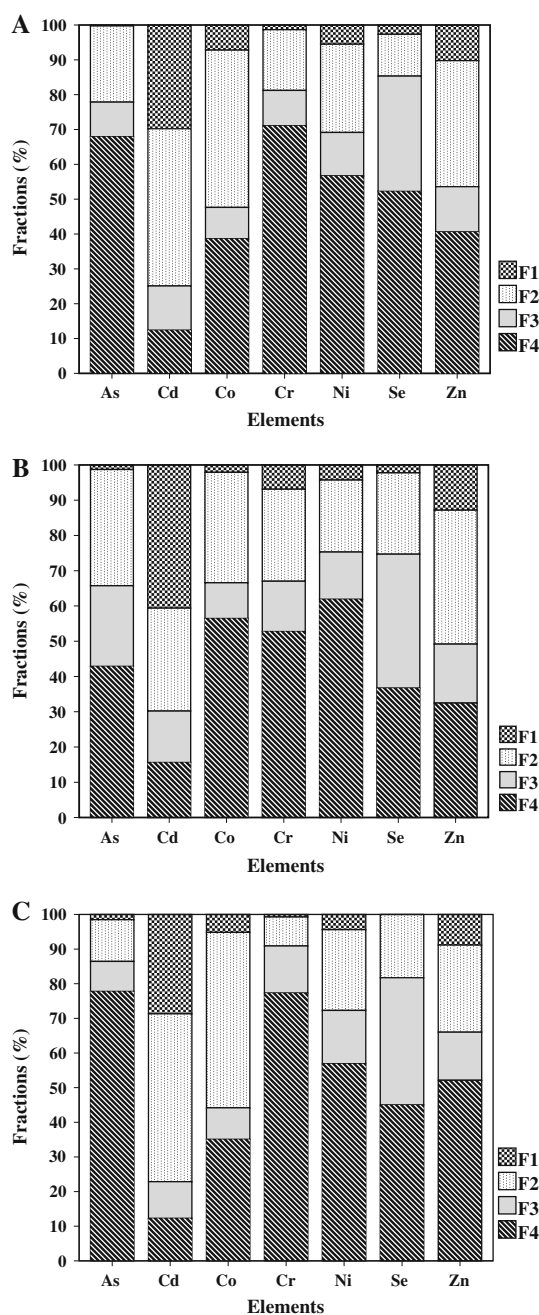 A
Fractions (%)
100
90
80
70
60
50
40
30
20
10
0
As Cd Co Cr Ni Se Zn
Elements
F1
F2
F3
F4
B
Fractions (%)
100
90
80
70
60
50
40
30
20
10
0
As Cd Co Cr Ni Se Zn
Elements
F1
F2
F3
F4
C
Fractions (%)
100
90
80
70
60
50
40
30
20
10
0
As Cd Co Cr Ni Se Zn
Elements
F1
F2
F3
F4